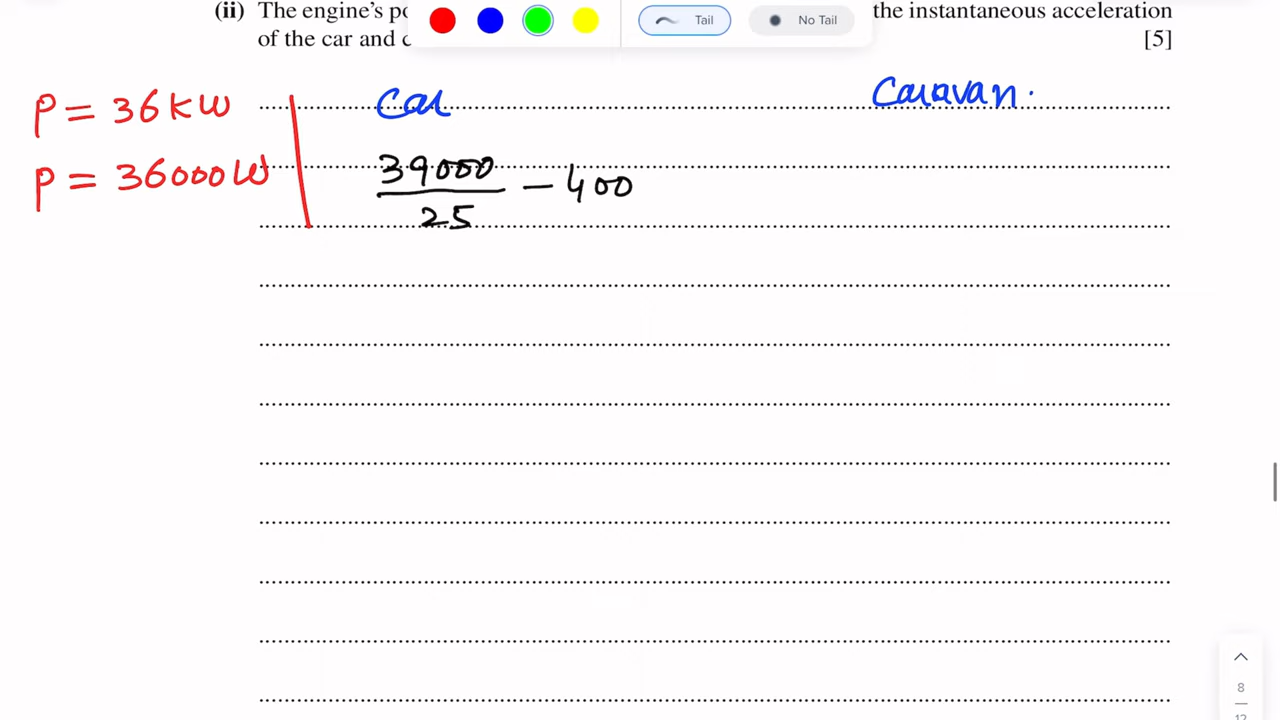 (ii) The engine's po the instantaneous acceleration
of the car and c [5]
Tail
No Tail
P = 36 KW
P = 36000 W
Car
Caravan.
39000
25
- 400
8
12